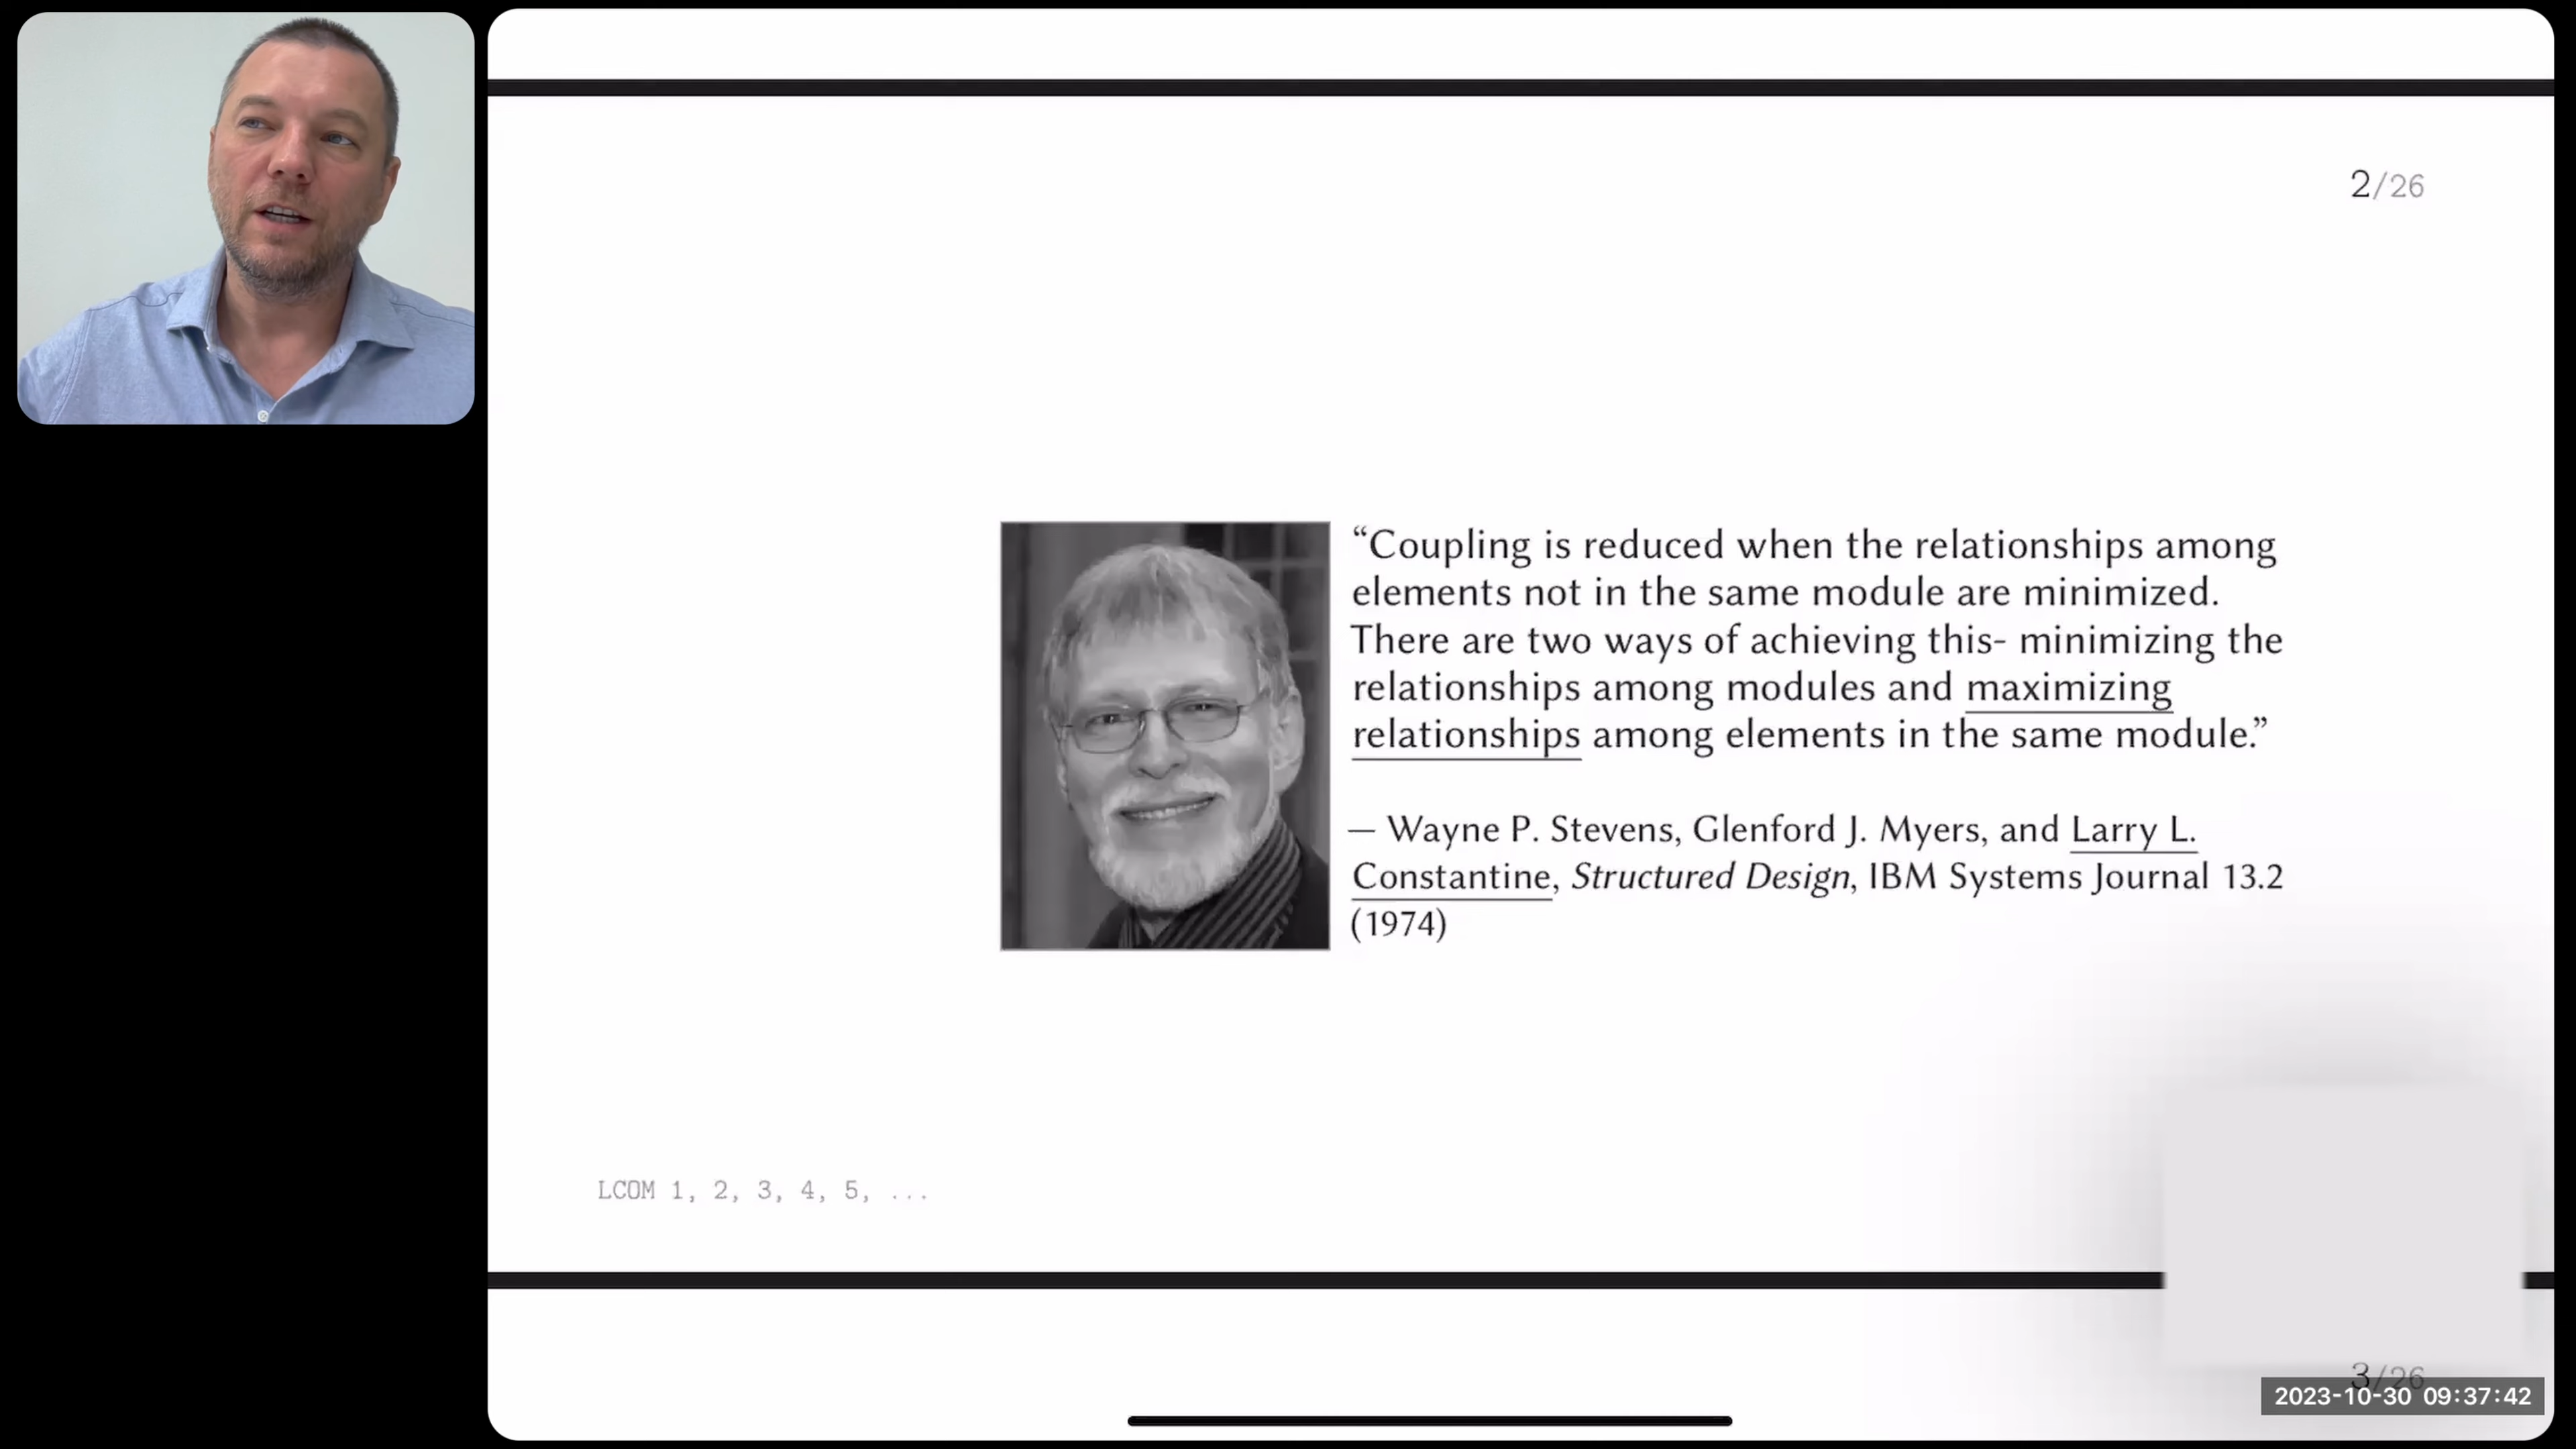 2/26
“Coupling is reduced when the relationships among
elements not in the same module are minimized.
There are two ways of achieving this- minimizing the
relationships among modules and maximizing
relationships among elements in the same module.”
— Wayne P. Stevens, Glenford J. Myers, and Larry L.
Constantine, Structured Design, IBM Systems Journal 13.2
(1974)
LCOM 1, 2, 3, 4, 5, ...
3/26
2023-10-30 09:37:42